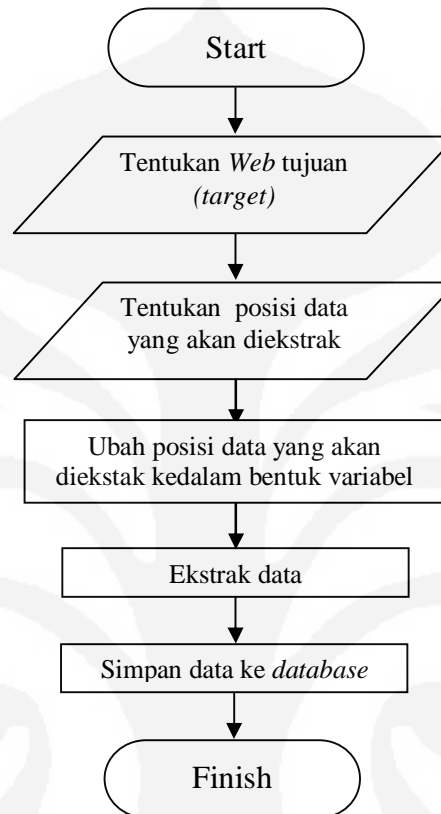 Start
Tentukan Web tujuan
(target)
Tentukan posisi data
yang akan diekstrak
Ubah posisi data yang akan
diekstak kedalam bentuk variabel
Ekstrak data
Simpan data ke database
Finish